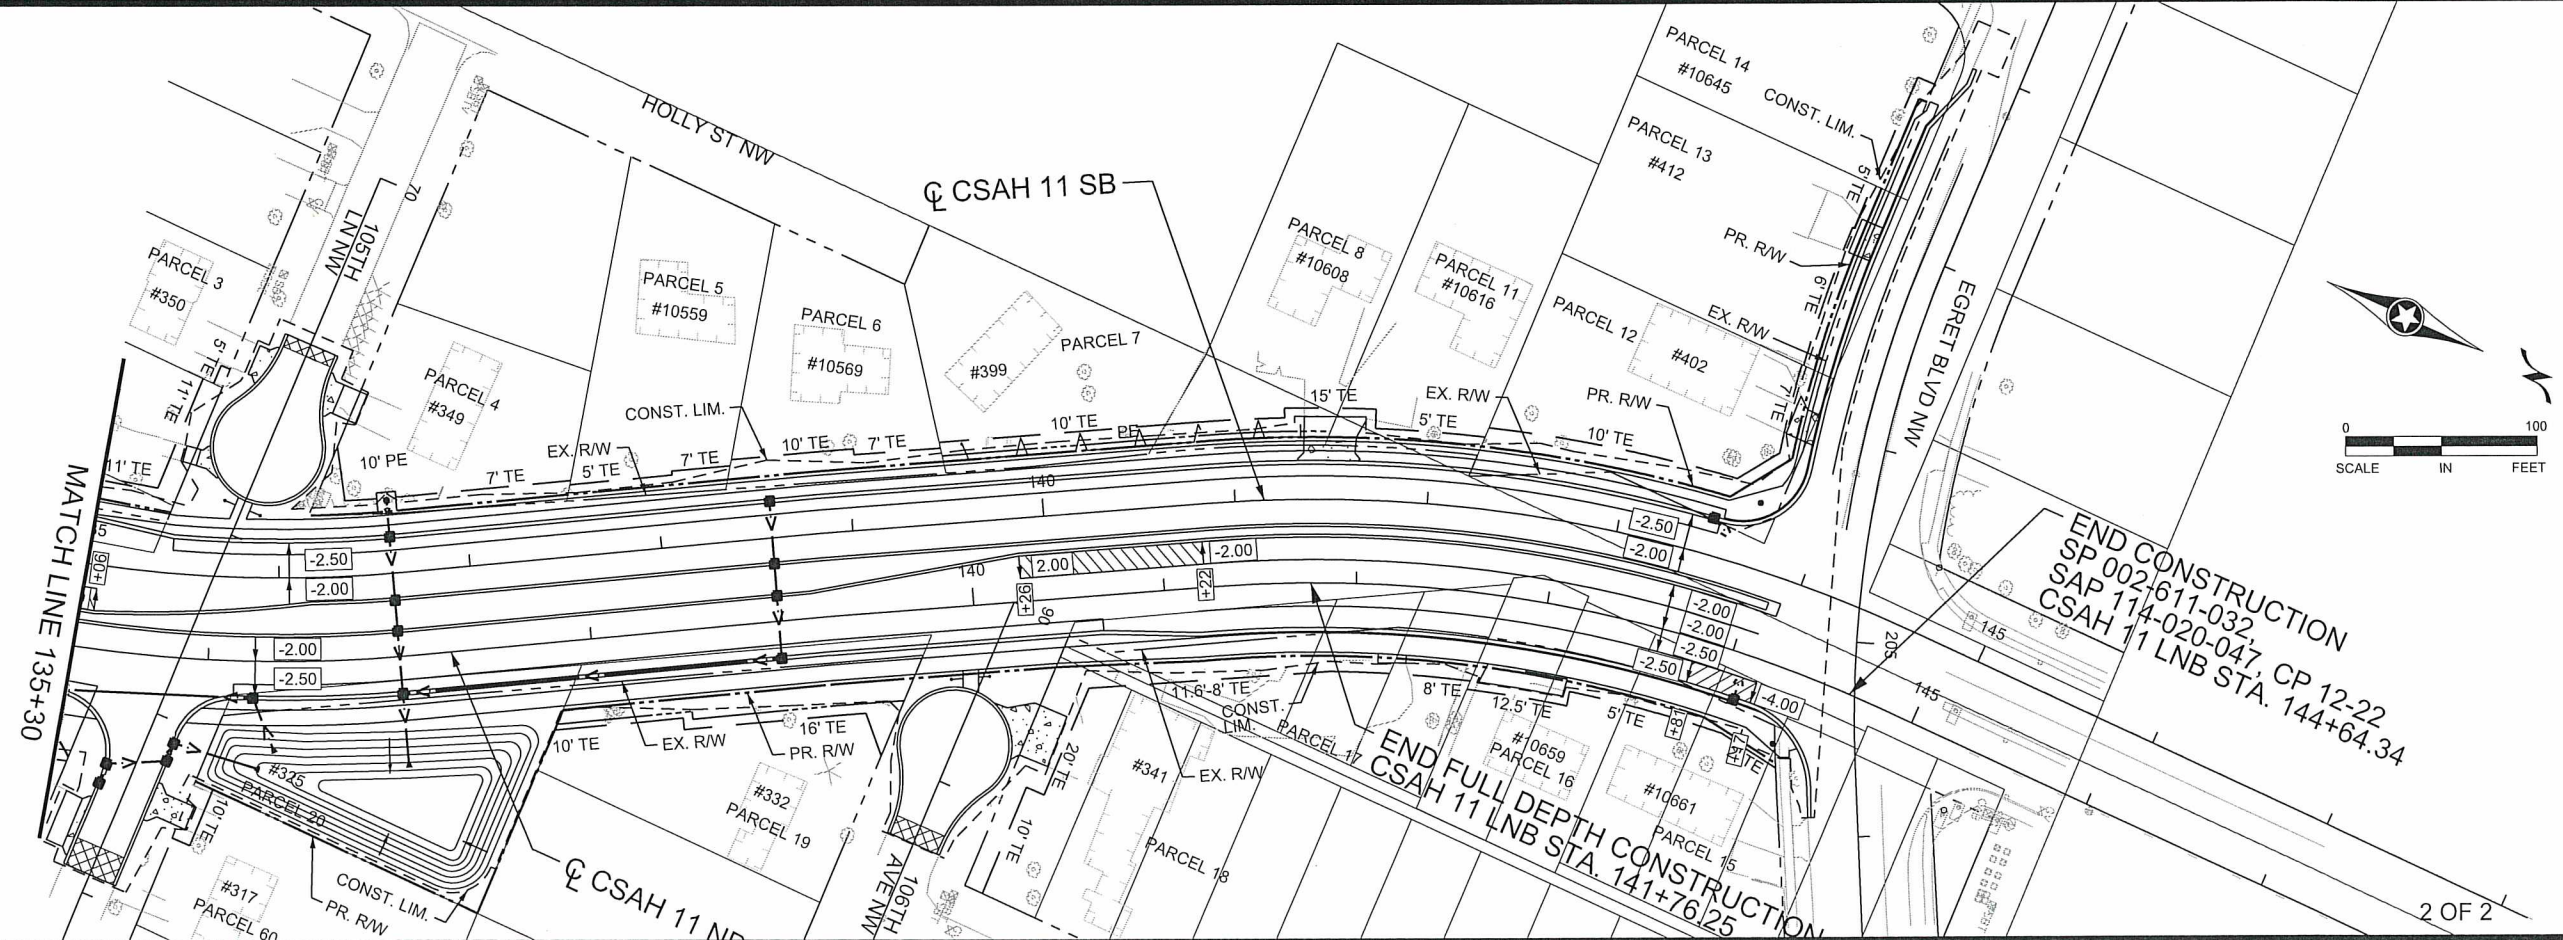 HOLLY ST NW
℄ CSAH 11 SB
PARCEL 14
#10645
CONST. LIM.
PARCEL 13
#412
5' TE
PR. R/W
6' TE
EX. R/W
EGRET BLVD NW
0
100
SCALE
IN
FEET
70
105TH
LN NW
PARCEL 3
#350
5' TE
11' TE
11' TE
PARCEL 4
#349
10' PE
PARCEL 5
#10559
PARCEL 6
#10569
#399
PARCEL 7
PARCEL 8
#10608
PARCEL 11
#10616
PARCEL 12
#402
7' TE
CONST. LIM.
EX. R/W
7' TE
5' TE
7' TE
10' TE
7' TE
10' TE
PE
15' TE
5' TE
EX. R/W
PR. R/W
10' TE
140
MATCH LINE 135+30
+06
-2.50
-2.00
-2.00
-2.50
140
2.00
-2.00
+26
90
+22
-2.50
-2.00
-2.00
-2.00
-2.50
-2.50
-4.00
205
145
145
END CONSTRUCTION
SP 002-611-032,
SAP 114-020-047, CP 12-22
CSAH 11 LNB STA. 144+64.34
10' TE
EX. R/W
16' TE
PR. R/W
11.6'-8' TE
CONST.
LIM.
8' TE
12.5' TE
5' TE
+81
TE
PARCEL 17
EX. R/W
#10659
PARCEL 16
#10661
PARCEL 15
#325
PARCEL 20
10' TE
#332
PARCEL 19
20' TE
10' TE
#341
PARCEL 18
END FULL DEPTH CONSTRUCTION
CSAH 11 LNB STA. 141+76.25
#317
PARCEL 60
CONST. LIM.
PR. R/W
℄ CSAH 11 NB
106TH
AVE NW
2 OF 2